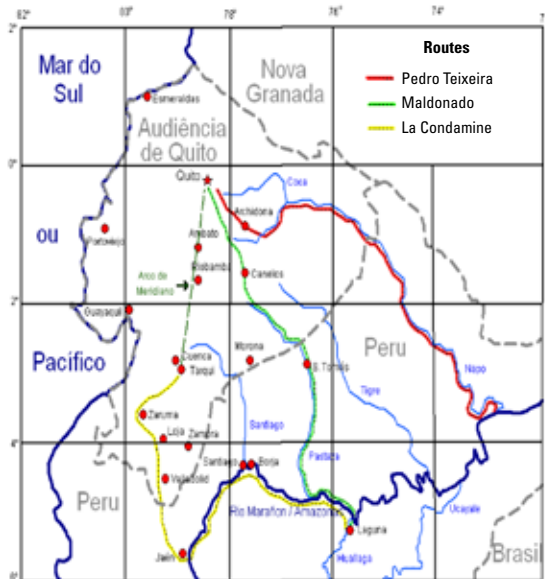 82°
80°
78°
76°
74°
72°
2°
Mar do
Sul
Nova
Granada
Routes
Pedro Teixeira
Maldonado
La Condamine
Esmeraldas
Audiência
de Quito
0°
Quito
Coca
Archidona
ou
Portoviejo
Ambato
Riobamba
Canelos
Arco de
Meridiano
2°
Guayaquil
Pacífico
Cuenca
Tarqui
Morona
S. Tomás
Peru
Napo
Tigre
Zaruma
Loja
Zamora
Santiago
4°
Santiago
Borja
Pastaza
Valladolid
Peru
Rio Marañon / Amazonas
Ucayale
Laguna
Jaén
Huallaga
Brasil
6°